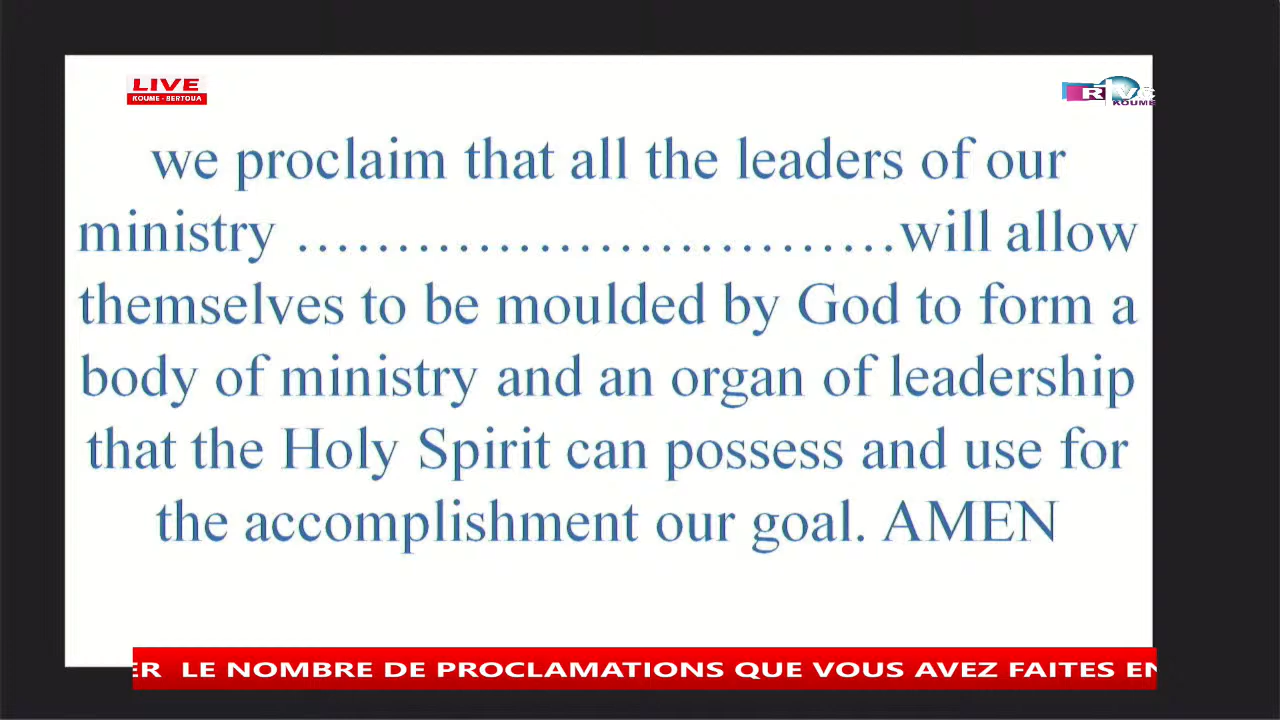 LIVE
KOUME - BERTOUA
KOUME
we proclaim that all the leaders of our
ministry …………………………will allow
themselves to be moulded by God to form a
body of ministry and an organ of leadership
that the Holy Spirit can possess and use for
the accomplishment our goal. AMEN
ER LE NOMBRE DE PROCLAMATIONS QUE VOUS AVEZ FAITES EN